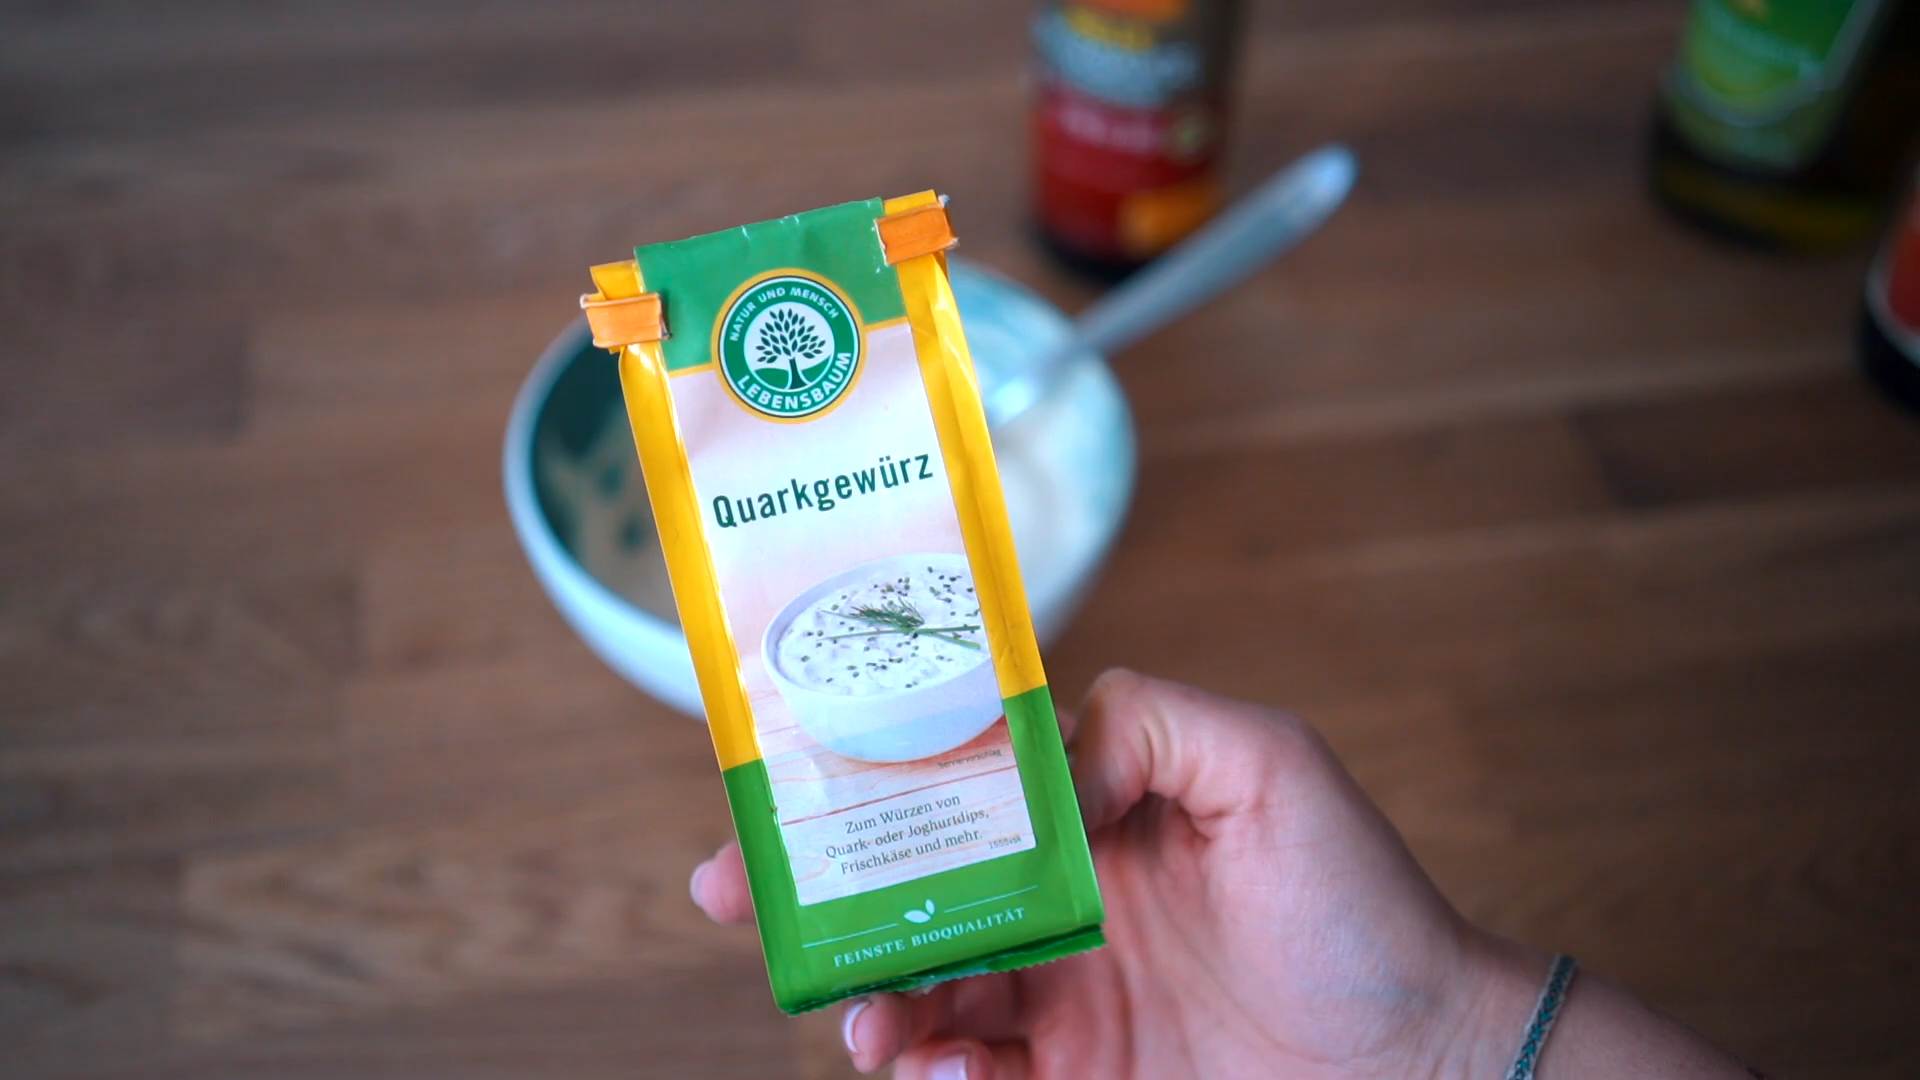 NATUR UND MENSCH
LEBENSBAUM
Quarkgewürz
Serviervorschlag
Zum Würzen von
Quark- oder Joghurtdips,
Frischkäse und mehr.
FEINSTE BIOQUALITÄT